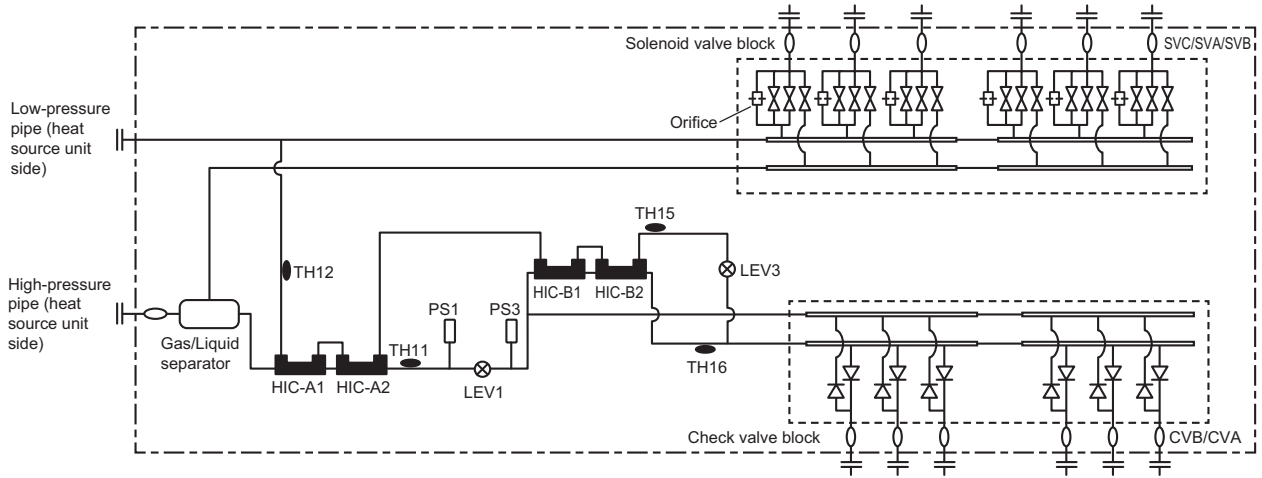 Solenoid valve block
SVC/SVA/SVB
Low-pressure
pipe (heat
source unit
side)
Orifice
TH15
TH12
LEV3
High-pressure
pipe (heat
source unit
side)
HIC-B1
HIC-B2
PS1
PS3
Gas/Liquid
separator
TH11
TH16
HIC-A1
HIC-A2
LEV1
Check valve block
CVB/CVA